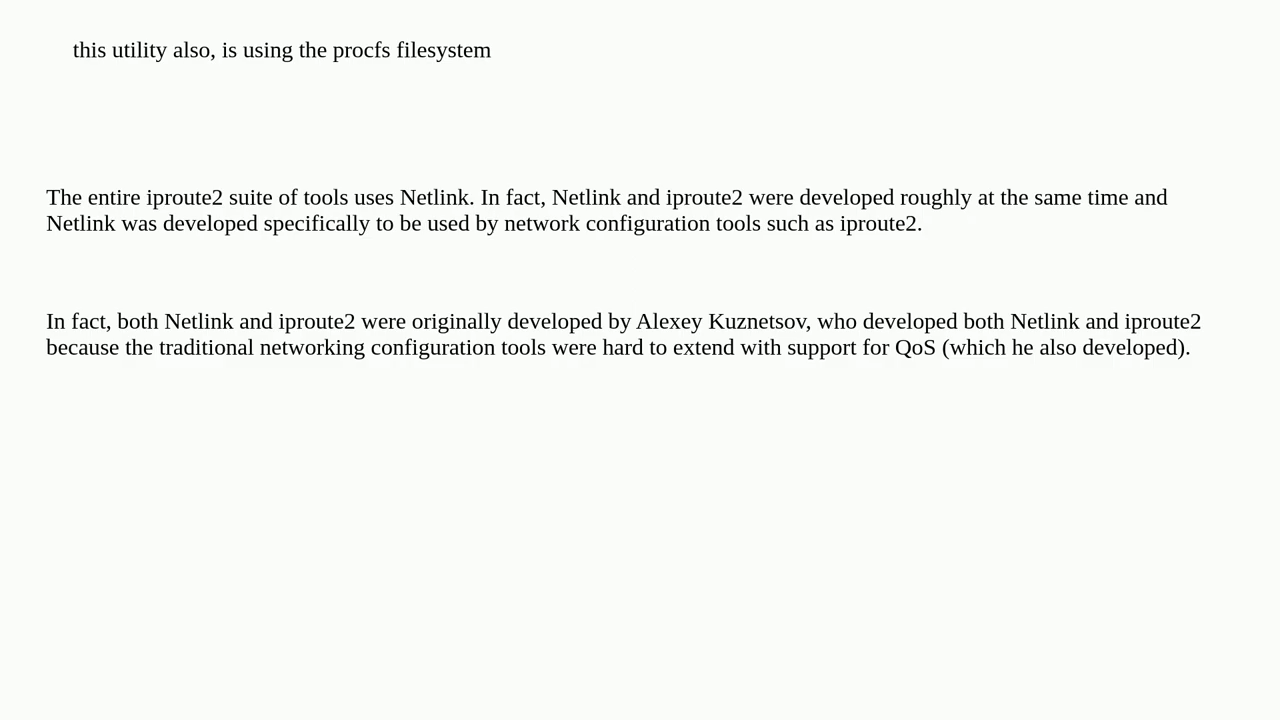 this utility also, is using the procfs filesystem
The entire iproute2 suite of tools uses Netlink. In fact, Netlink and iproute2 were developed roughly at the same time and
Netlink was developed specifically to be used by network configuration tools such as iproute2.
In fact, both Netlink and iproute2 were originally developed by Alexey Kuznetsov, who developed both Netlink and iproute2
because the traditional networking configuration tools were hard to extend with support for QoS (which he also developed).